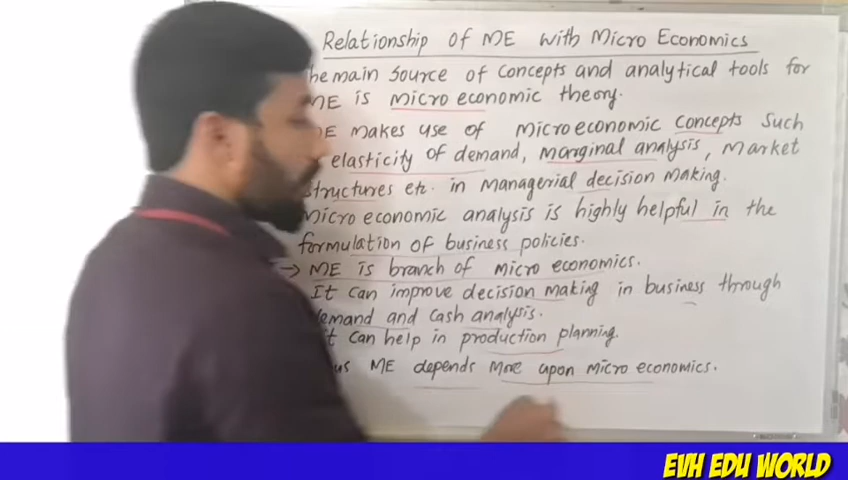 Relationship of ME with Micro Economics
main source of concepts and analytical tools for
ME is micro economic theory.
makes use of microeconomic concepts such
elasticity of demand, marginal analysis, market
structures etc. in managerial decision making.
Micro economic analysis is highly helpful in the
formulation of business policies.
→ ME is branch of micro economics.
It can improve decision making in business through
demand and cash analysis.
can help in production planning.
ME depends more upon micro economics.
EVH EDU WORLD